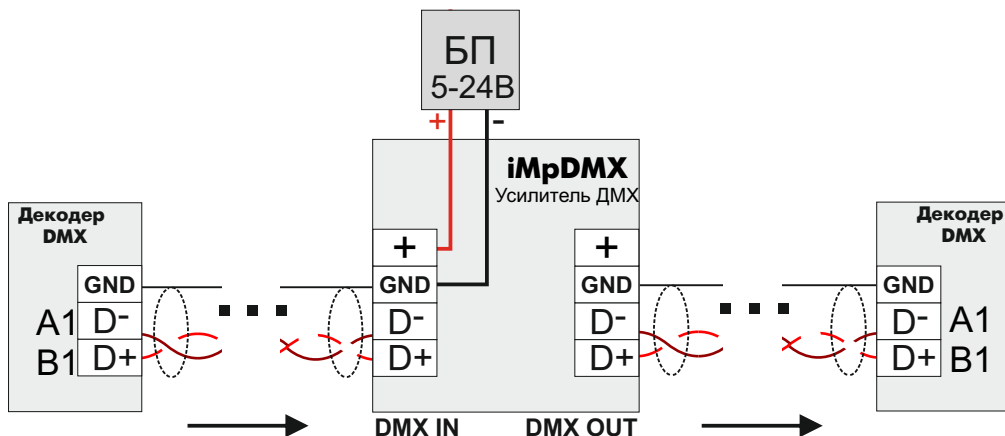 БП
5-24В
+
-
iMpDMX
Усилитель ДМХ
Декодер
DMX
GND
A1 D-
B1 D+
+
GND
D-
D+
+
GND
D-
D+
Декодер
DMX
GND
D- A1
D+ B1
DMX IN
DMX OUT